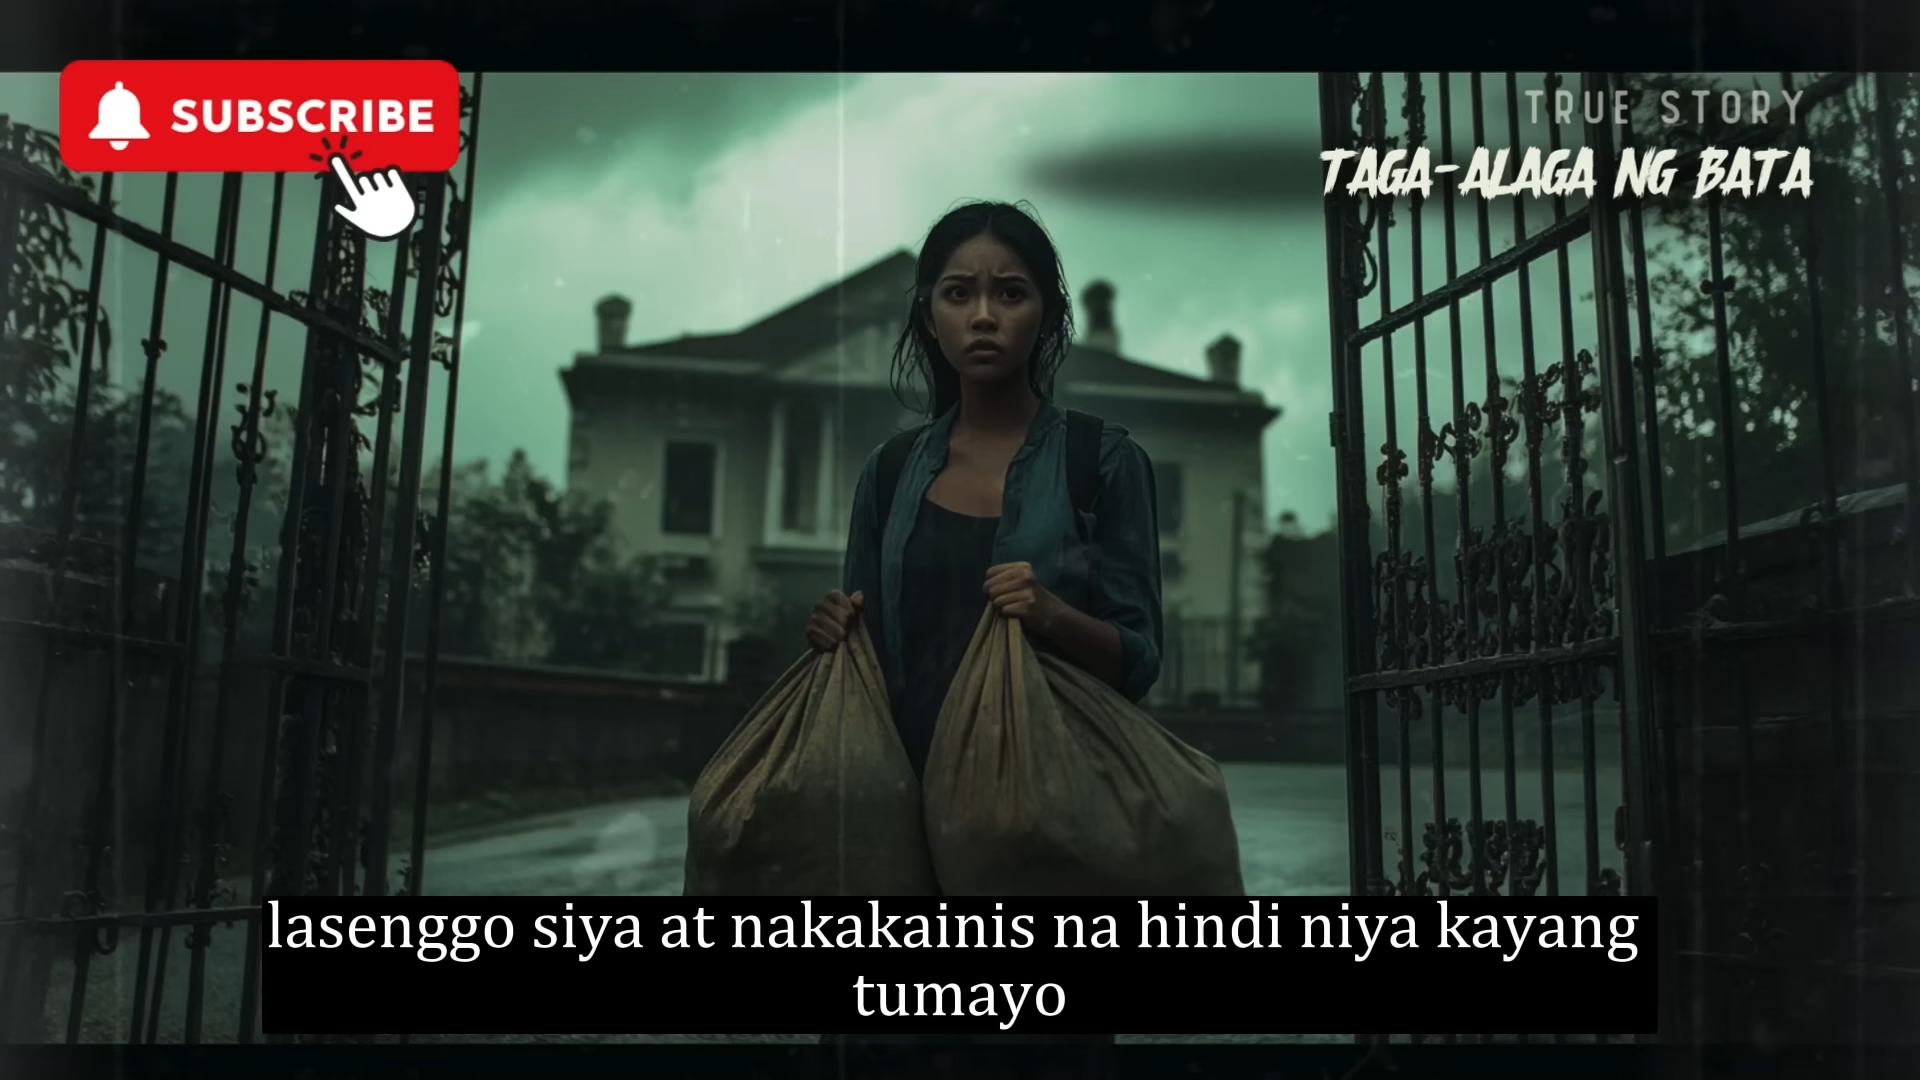 SUBSCRIBE
TRUE STORY
TAGA-ALAGA NG BATA
lasenggo siya at nakakainis na hindi niya kayang
tumayo